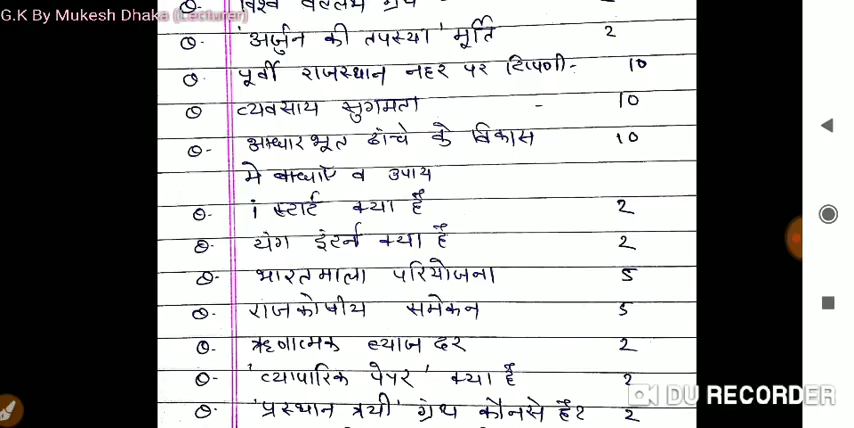 Q- विश्व वल्लभ ग्रंथ -
G.K By Mukesh Dhaka (Lecturer)
Q- 'अर्जुन की तपस्या' मूर्ति 2
Q- पूर्वी राजस्थान नहर पर टिप्पणी- 10
Q व्यवसाय सुगमता - 10
Q- आधारभूत ढांचे के विकास 10
मे बाधाएं व उपाय
Q- i स्टार्ट क्या है 2
Q- यंग इंटर्न क्या है 2
Q- भारतमाला परियोजना 5
Q- राजकोषीय समेकन 5
Q- ऋणात्मक ब्याज दर 2
Q- 'व्यापारिक पेपर' क्या है 2
DU RECORDER
Q- 'प्रस्थान त्रयी' ग्रंथ कौनसे है? 2